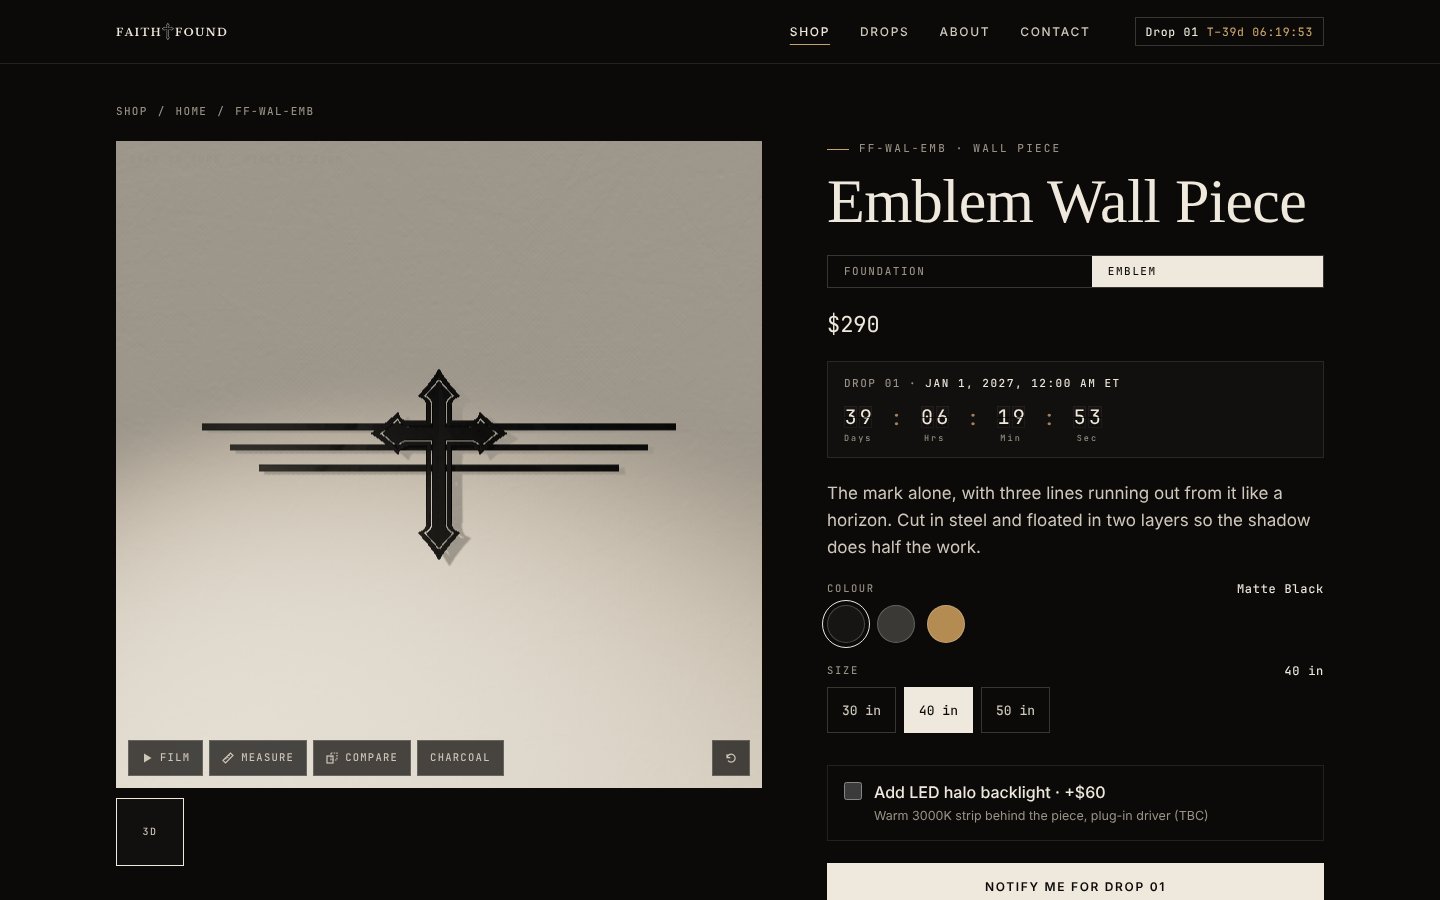 FAITH FOUND
SHOP DROPS ABOUT CONTACT Drop 01 T-39d 06:19:53
SHOP / HOME / FF-WAL-EMB
FF-WAL-EMB · WALL PIECE
Emblem Wall Piece
FOUNDATION EMBLEM
$290
DROP 01 · JAN 1, 2027, 12:00 AM ET
39 : 06 : 19 : 53
Days Hrs Min Sec
The mark alone, with three lines running out from it like a
horizon. Cut in steel and floated in two layers so the shadow
does half the work.
COLOUR Matte Black
SIZE 40 in
30 in 40 in 50 in
FILM MEASURE COMPARE CHARCOAL
3D
Add LED halo backlight · +$60
Warm 3000K strip behind the piece, plug-in driver (TBC)
NOTIFY ME FOR DROP 01